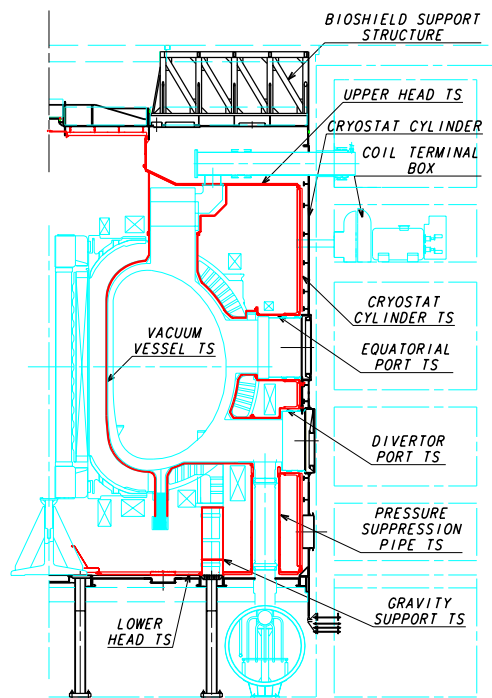 BIOSHIELD SUPPORT
STRUCTURE
UPPER HEAD TS
CRYOSTAT CYLINDER
COIL TERMINAL
BOX
CRYOSTAT
CYLINDER TS
VACUUM
VESSEL TS
EQUATORIAL
PORT TS
DIVERTOR
PORT TS
PRESSURE
SUPPRESSION
PIPE TS
GRAVITY
SUPPORT TS
LOWER
HEAD TS